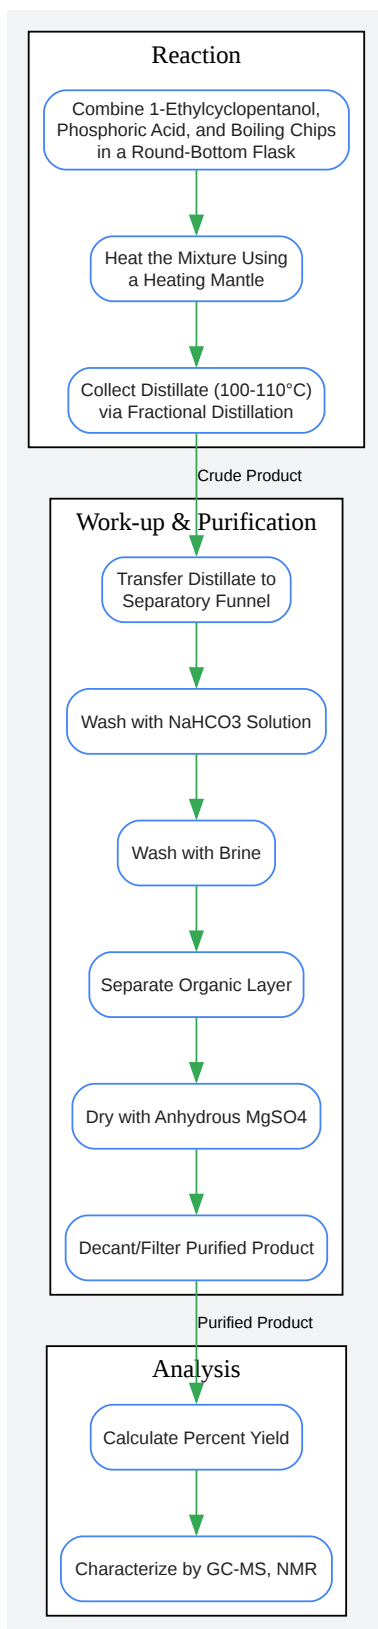 Reaction
Combine 1-Ethylcyclopentanol,
Phosphoric Acid, and Boiling Chips
in a Round-Bottom Flask
Heat the Mixture Using
a Heating Mantle
Collect Distillate (100-110°C)
via Fractional Distillation
Crude Product
Work-up & Purification
Transfer Distillate to
Separatory Funnel
Wash with NaHCO3 Solution
Wash with Brine
Separate Organic Layer
Dry with Anhydrous MgSO4
Decant/Filter Purified Product
Purified Product
Analysis
Calculate Percent Yield
Characterize by GC-MS, NMR